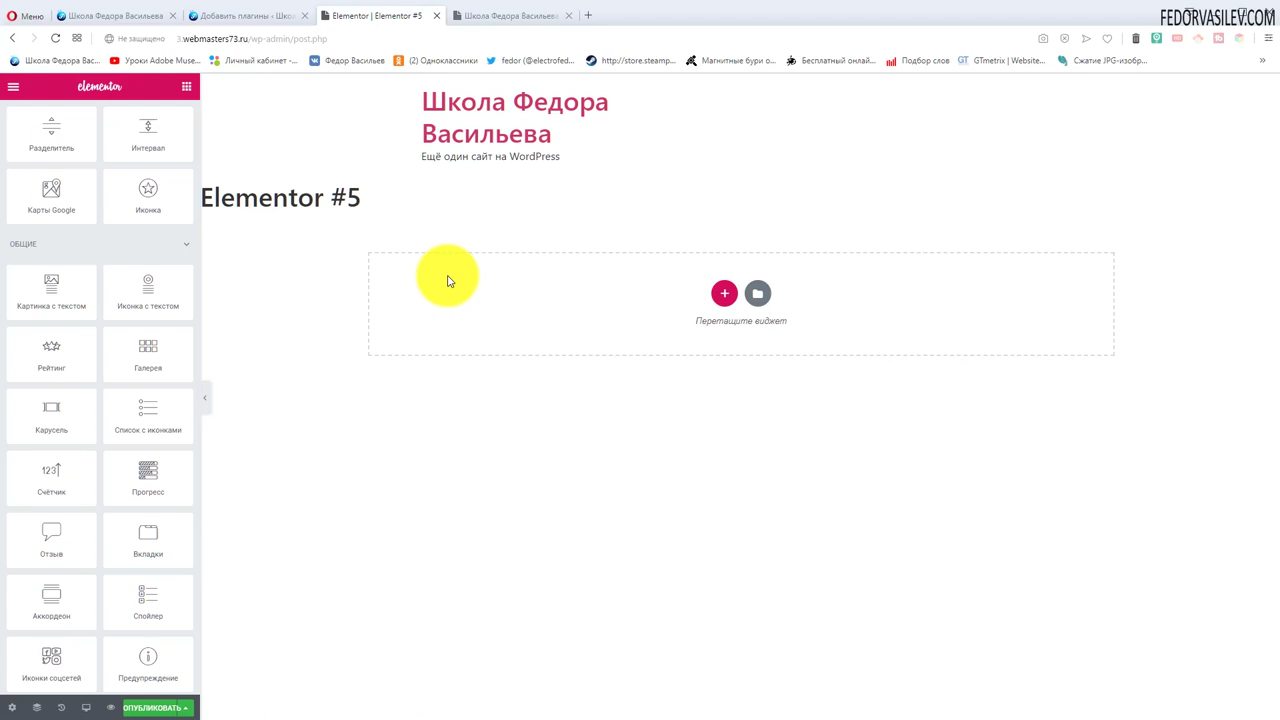 FEDORVASILEV.COM
Меню
Школа Федора Васильева
Добавить плагины ‹ Шко
Elementor | Elementor #5
Школа Федора Васильева
Не защищено
3.webmasters73.ru/wp-admin/post.php
Школа Федора Вас...
Уроки Adobe Muse...
Личный кабинет -...
Федор Васильев
(2) Одноклассники
fedor (@electrofed...
http://store.steamp...
Магнитные бури о...
Бесплатный онлай...
Подбор слов
GTmetrix | Website...
Сжатие JPG-изобр...
elementor
Разделитель
Интервал
Карты Google
Иконка
ОБЩИЕ
Картинка с текстом
Иконка с текстом
Рейтинг
Галерея
Карусель
Список с иконками
123
Счётчик
Прогресс
Отзыв
Вкладки
Аккордеон
Спойлер
Иконки соцсетей
Предупреждение
ОПУБЛИКОВАТЬ
Школа Федора
Васильева
Ещё один сайт на WordPress
Elementor #5
Перетащите виджет